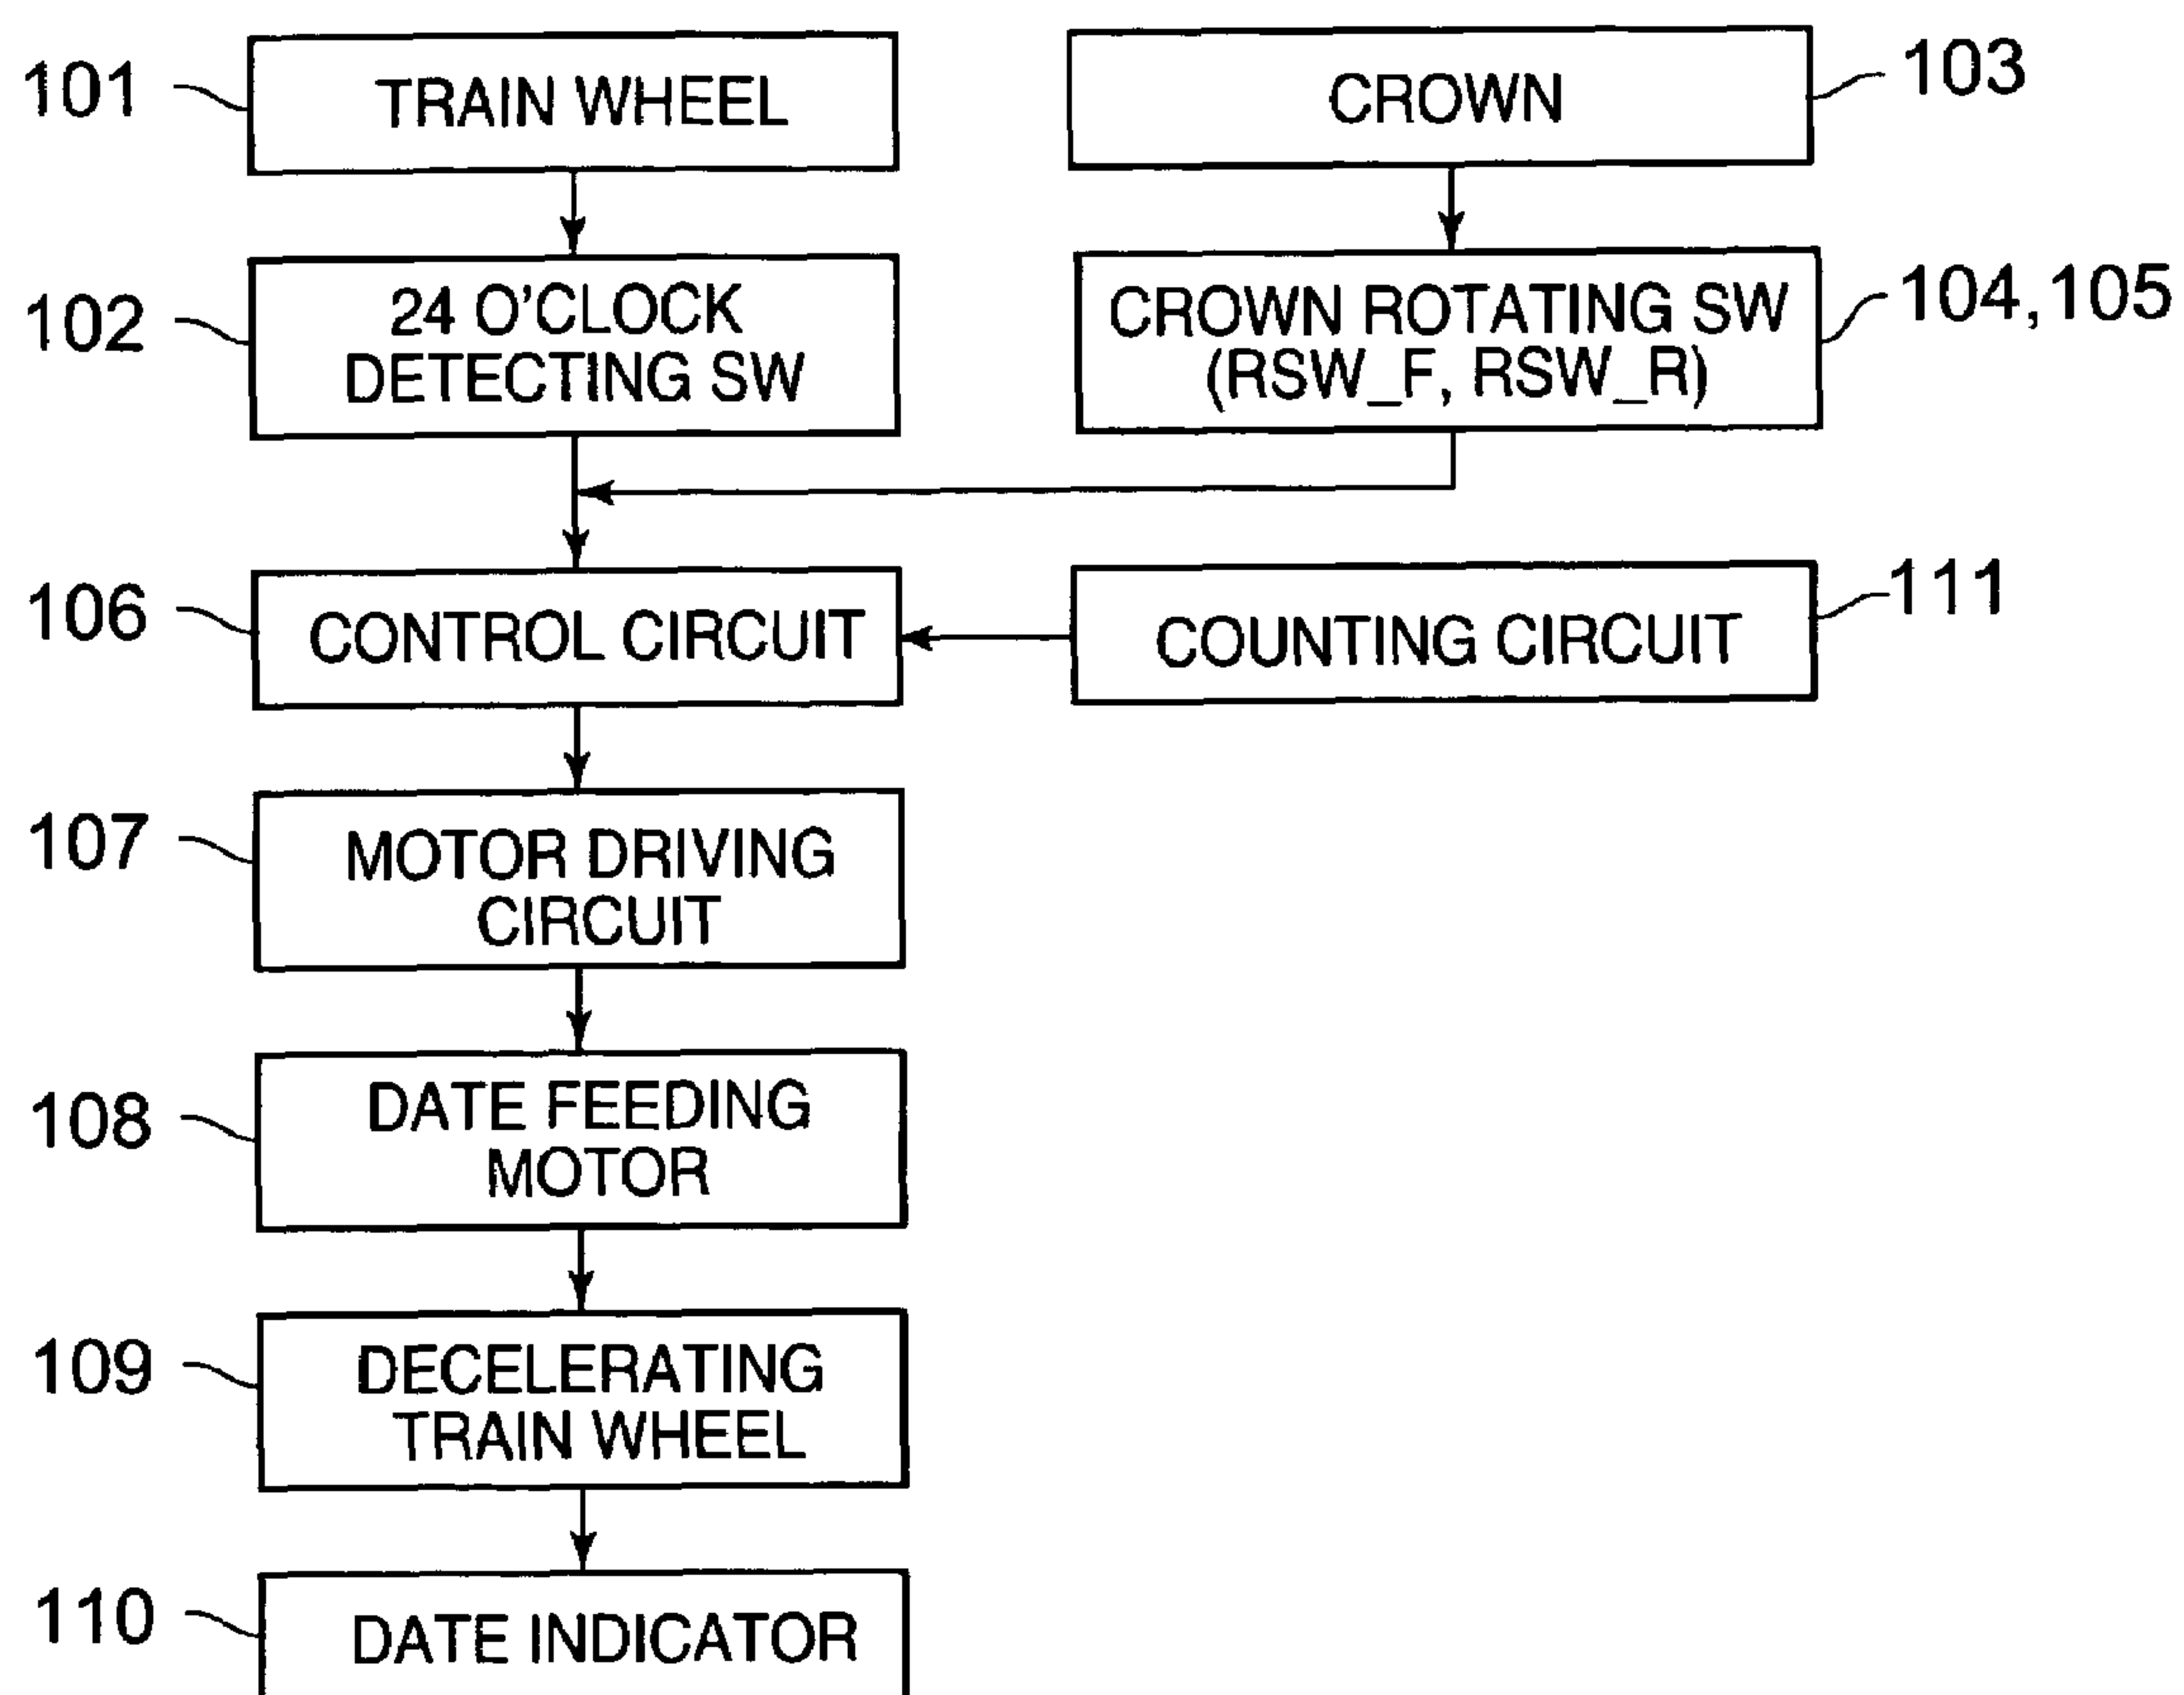 101
TRAIN WHEEL
CROWN
103
102
24 O'CLOCK
DETECTING SW
CROWN ROTATING SW
(RSW_F, RSW_R)
104, 105
106
CONTROL CIRCUIT
COUNTING CIRCUIT
111
107
MOTOR DRIVING
CIRCUIT
108
DATE FEEDING
MOTOR
109
DECELERATING
TRAIN WHEEL
110
DATE INDICATOR